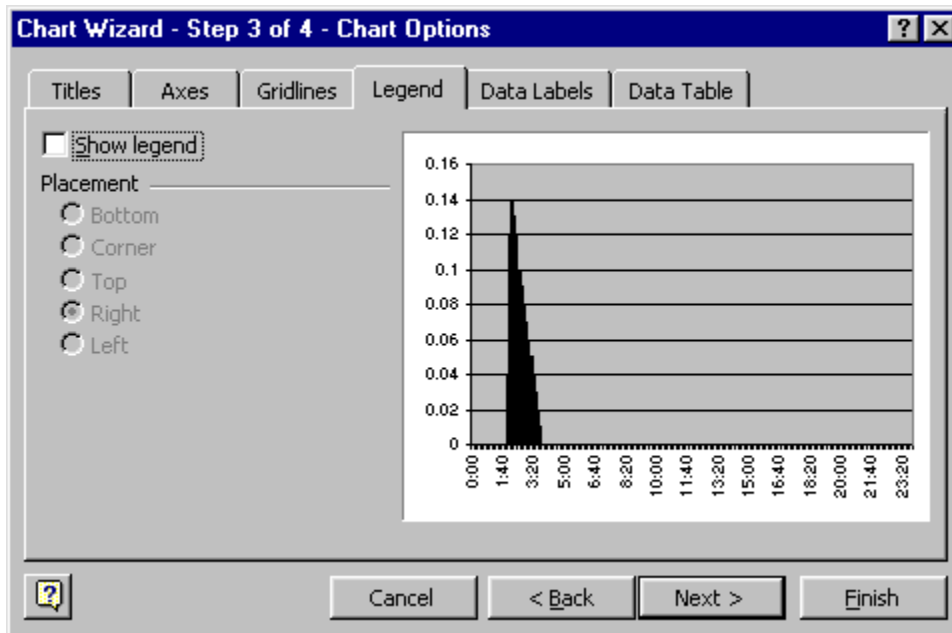 Chart Wizard - Step 3 of 4 - Chart Options
? X
Titles Axes Gridlines Legend Data Labels Data Table
Show legend
Placement
Bottom
Corner
Top
Right
Left
0.16
0.14
0.12
0.1
0.08
0.06
0.04
0.02
0
0:00 1:40 3:20 5:00 6:40 8:20 10:00 11:40 13:20 15:00 16:40 18:20 20:00 21:40 23:20
? Cancel < Back Next > Finish